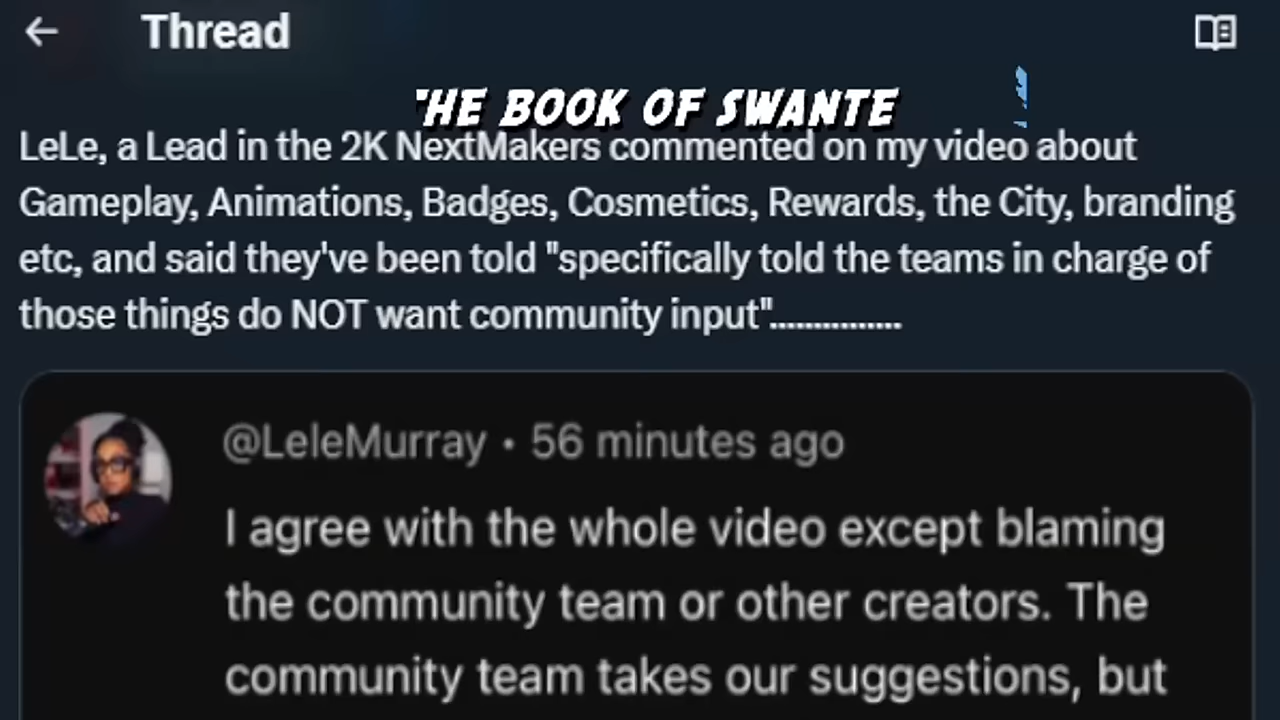 Thread
'HE BOOK OF SWANTE
LeLe, a Lead in the 2K NextMakers commented on my video about
Gameplay, Animations, Badges, Cosmetics, Rewards, the City, branding
etc, and said they've been told "specifically told the teams in charge of
those things do NOT want community input"...............
@LeleMurray • 56 minutes ago
I agree with the whole video except blaming
the community team or other creators. The
community team takes our suggestions, but